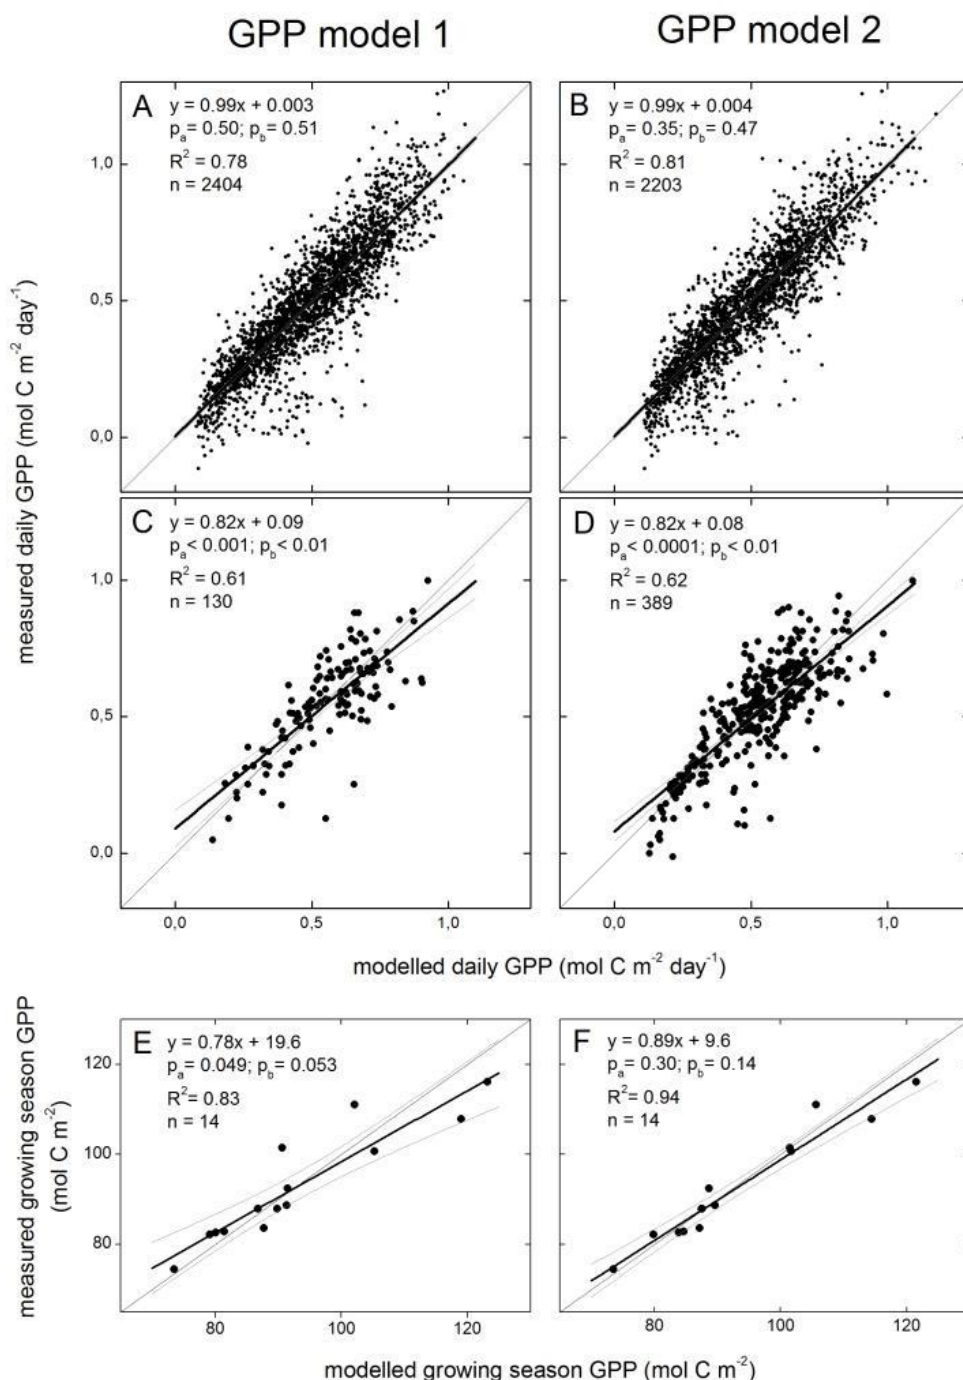 GPP model 1
GPP model 2
A
y = 0.99x + 0.003
pₐ= 0.50; p_b= 0.51
R² = 0.78
n = 2404
B
y = 0.99x + 0.004
pₐ= 0.35; p_b= 0.47
R² = 0.81
n = 2203
1,0
0,5
0,0
measured daily GPP (mol C m⁻² day⁻¹)
C
y = 0.82x + 0.09
pₐ< 0.001; p_b< 0.01
R² = 0.61
n = 130
D
y = 0.82x + 0.08
pₐ< 0.0001; p_b< 0.01
R² = 0.62
n = 389
1,0
0,5
0,0
0,0 0,5 1,0
0,0 0,5 1,0
modelled daily GPP (mol C m⁻² day⁻¹)
E
y = 0.78x + 19.6
pₐ= 0.049; p_b= 0.053
R²= 0.83
n = 14
F
y = 0.89x + 9.6
pₐ= 0.30; p_b= 0.14
R²= 0.94
n = 14
120
100
80
measured growing season GPP
(mol C m⁻²)
80 100 120
80 100 120
modelled growing season GPP (mol C m⁻²)